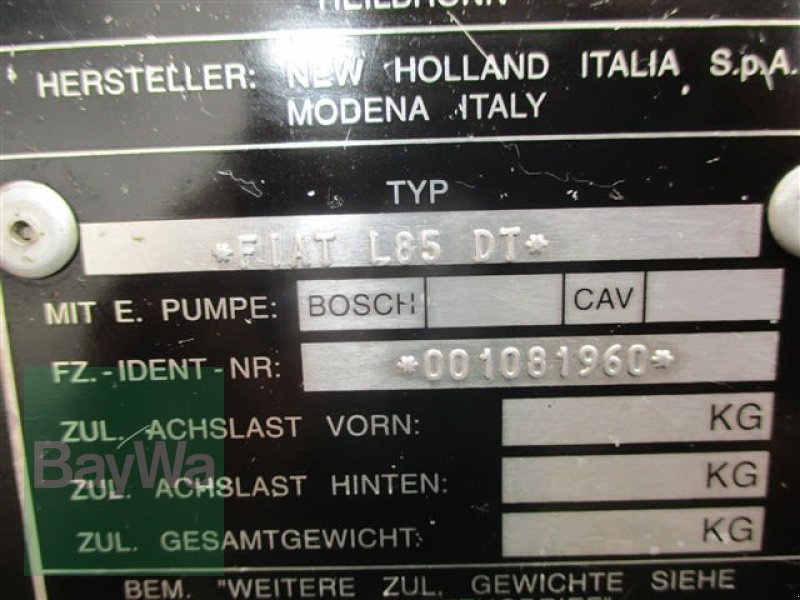 HEILBRONN
HERSTELLER: NEW HOLLAND ITALIA S.p.A.
MODENA ITALY
TYP
*FIAT L85 DT*
MIT E. PUMPE: BOSCH CAV
FZ.-IDENT-NR: *001081960*
ZUL. ACHSLAST VORN: KG
BayWa
ZUL. ACHSLAST HINTEN: KG
ZUL. GESAMTGEWICHT: KG
BEM. "WEITERE ZUL. GEWICHTE SIEHE